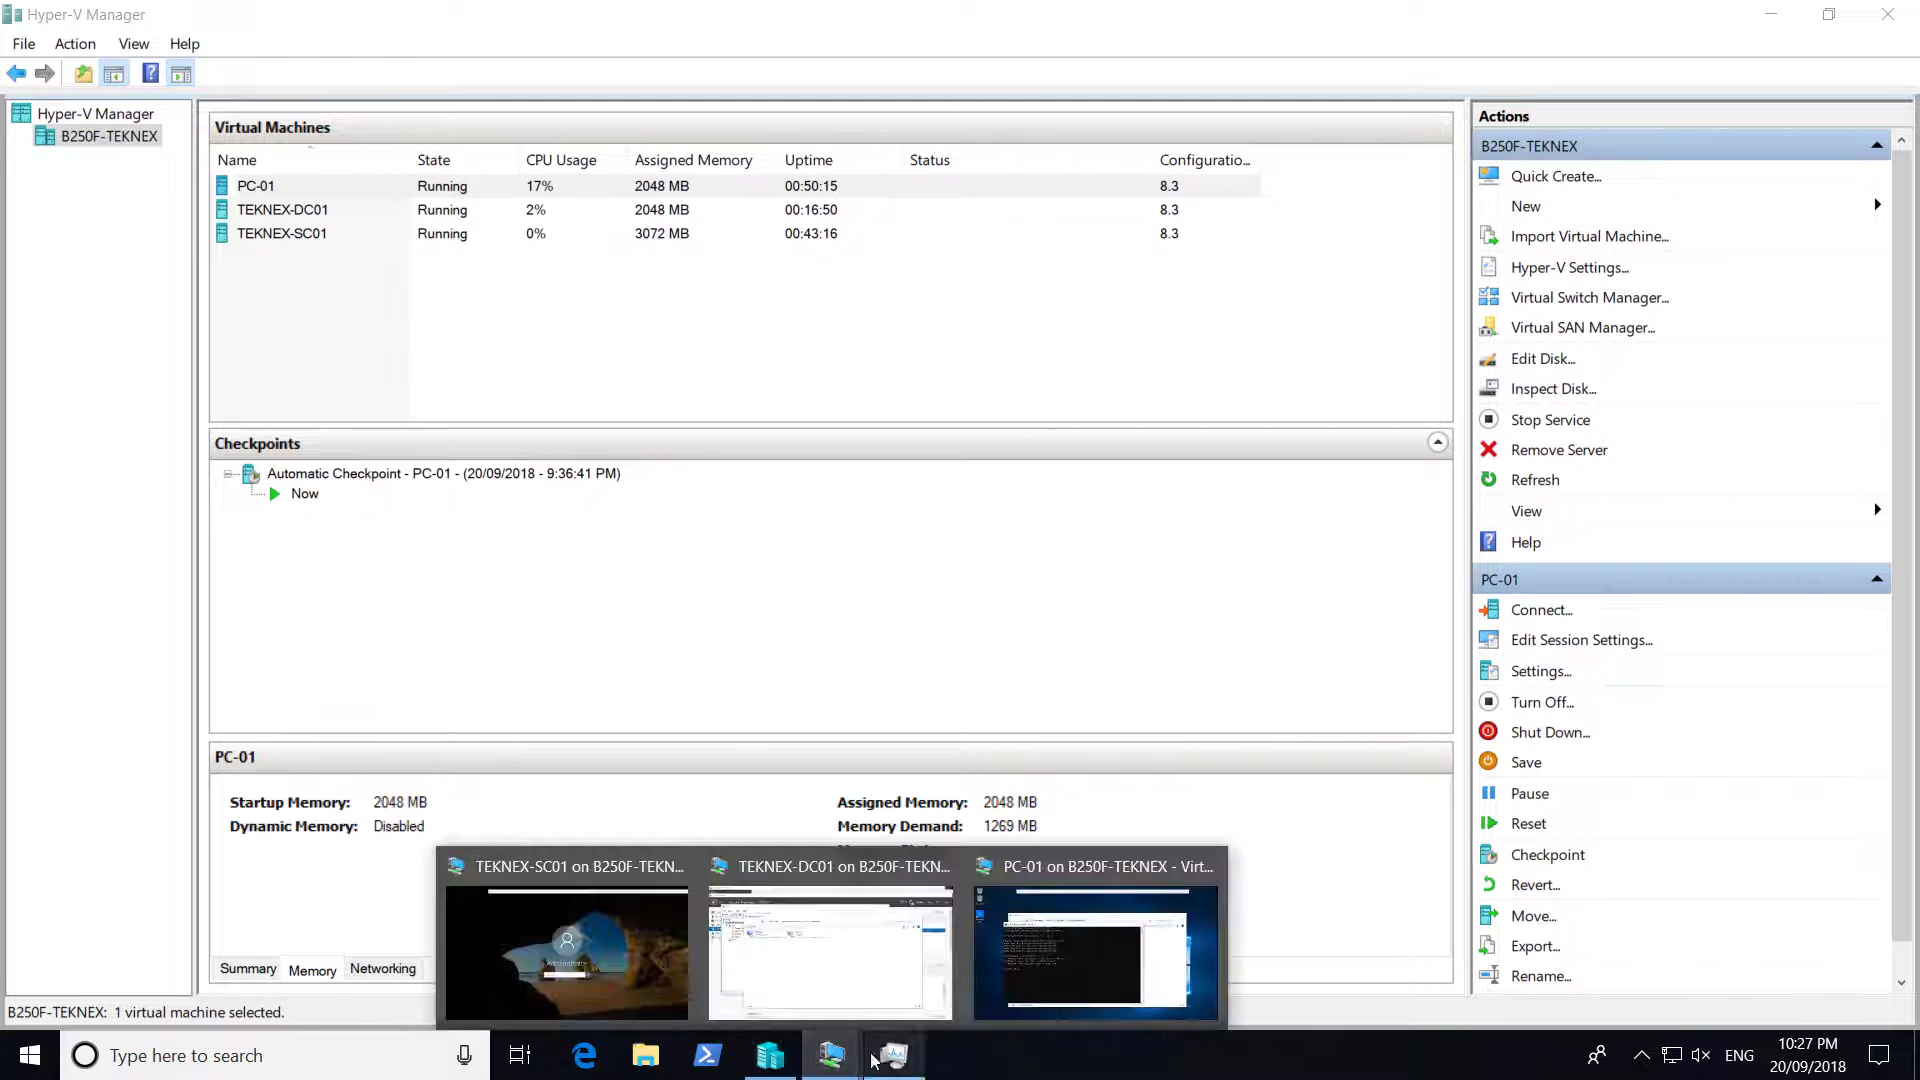 Hyper-V Manager
File Action View Help
Hyper-V Manager
B250F-TEKNEX
Virtual Machines
Name State CPU Usage Assigned Memory Uptime Status Configuratio...
PC-01 Running 17% 2048 MB 00:50:15 8.3
TEKNEX-DC01 Running 2% 2048 MB 00:16:50 8.3
TEKNEX-SC01 Running 0% 3072 MB 00:43:16 8.3
Checkpoints
Automatic Checkpoint - PC-01 - (20/09/2018 - 9:36:41 PM)
Now
PC-01
Startup Memory: 2048 MB Assigned Memory: 2048 MB
Dynamic Memory: Disabled Memory Demand: 1269 MB
Summary Memory Networking
Actions
B250F-TEKNEX
Quick Create...
New
Import Virtual Machine...
Hyper-V Settings...
Virtual Switch Manager...
Virtual SAN Manager...
Edit Disk...
Inspect Disk...
Stop Service
Remove Server
Refresh
View
Help
PC-01
Connect...
Edit Session Settings...
Settings...
Turn Off...
Shut Down...
Save
Pause
Reset
Checkpoint
Revert...
Move...
Export...
Rename...
TEKNEX-SC01 on B250F-TEKN... TEKNEX-DC01 on B250F-TEKN... PC-01 on B250F-TEKNEX - Virt...
B250F-TEKNEX: 1 virtual machine selected.
Type here to search
ENG
10:27 PM
20/09/2018